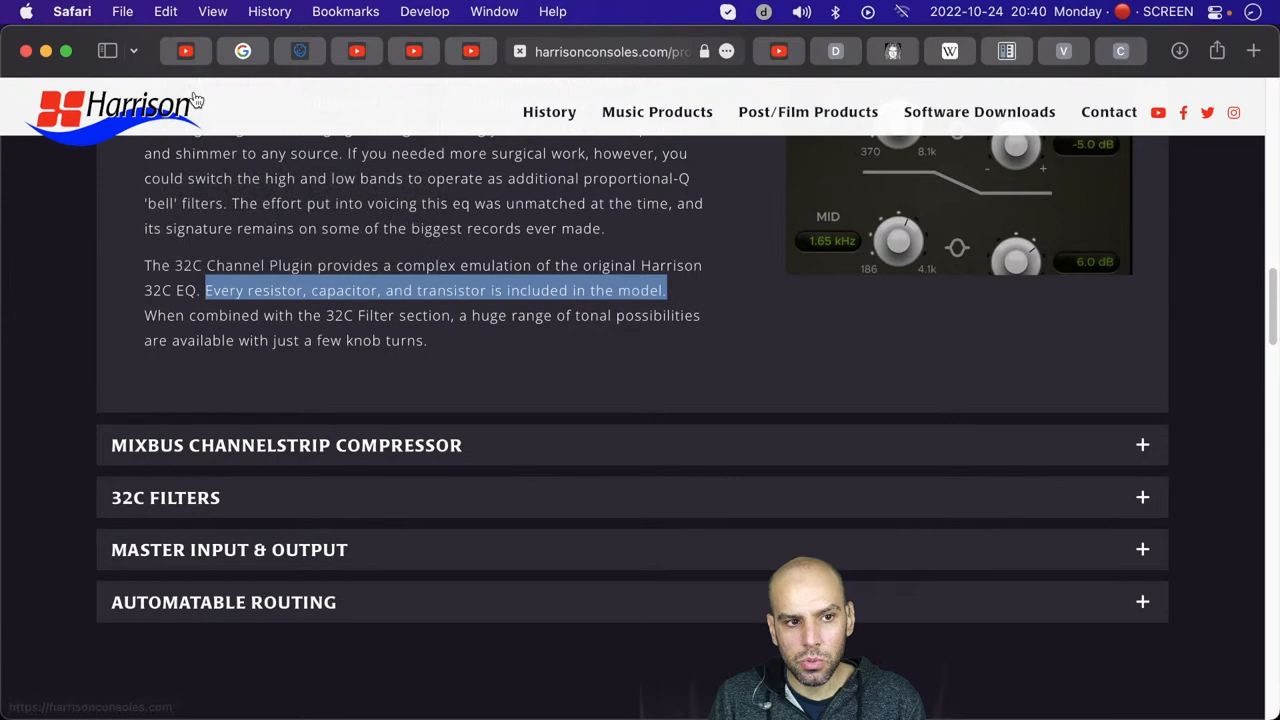 Safari File Edit View History Bookmarks Develop Window Help d 2022-10-24 20:40 Monday SCREEN
harrisonconsoles.com/pro D V C
Harrison History Music Products Post/Film Products Software Downloads Contact
and shimmer to any source. If you needed more surgical work, however, you
could switch the high and low bands to operate as additional proportional-Q
'bell' filters. The effort put into voicing this eq was unmatched at the time, and
its signature remains on some of the biggest records ever made.
The 32C Channel Plugin provides a complex emulation of the original Harrison
32C EQ. Every resistor, capacitor, and transistor is included in the model.
When combined with the 32C Filter section, a huge range of tonal possibilities
are available with just a few knob turns.
370 8.1k - + -5.0 dB
MID
1.65 kHz
186 4.1k 6.0 dB
MIXBUS CHANNELSTRIP COMPRESSOR +
32C FILTERS +
MASTER INPUT & OUTPUT +
AUTOMATABLE ROUTING +
https://harrisonconsoles.com